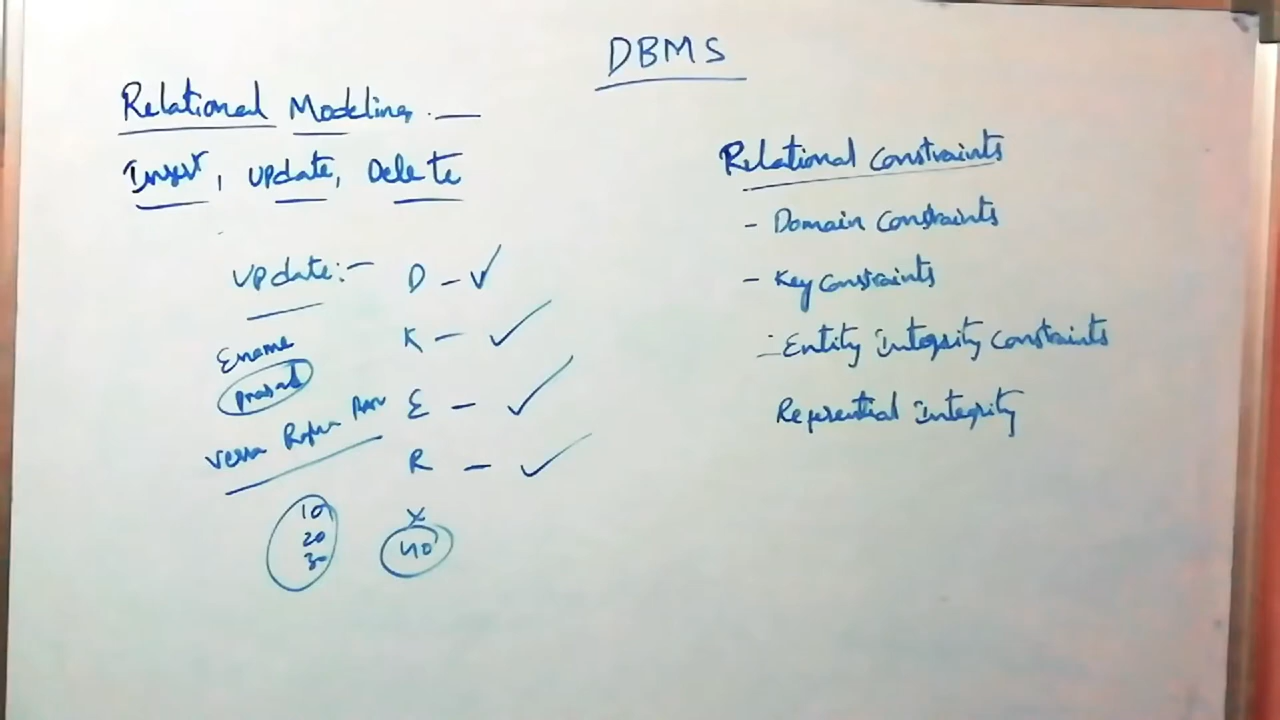 DBMS
Relational Modeling
Insert, Update, Delete
Update:- D - ✓
K - ✓
Ename
prasad
E - ✓
R - ✓
10
20
30
X
40
Relational Constraints
- Domain Constraints
- Key Constraints
- Entity Integrity Constraints
Referential Integrity